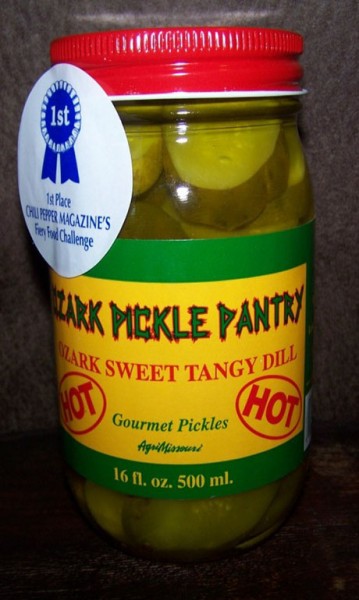 1st
1st Place
CHILI PEPPER MAGAZINE'S
Fiery Food Challenge
OZARK PICKLE PANTRY
OZARK SWEET TANGY DILL
HOT
HOT
Gourmet Pickles
AgriMissouri
16 fl. oz. 500 ml.